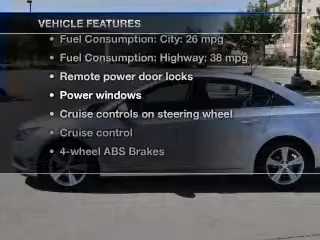 VEHICLE FEATURES
• Fuel Consumption: City: 26 mpg
• Fuel Consumption: Highway: 38 mpg
• Remote power door locks
• Power windows
• Cruise controls on steering wheel
• Cruise control
• 4-wheel ABS Brakes